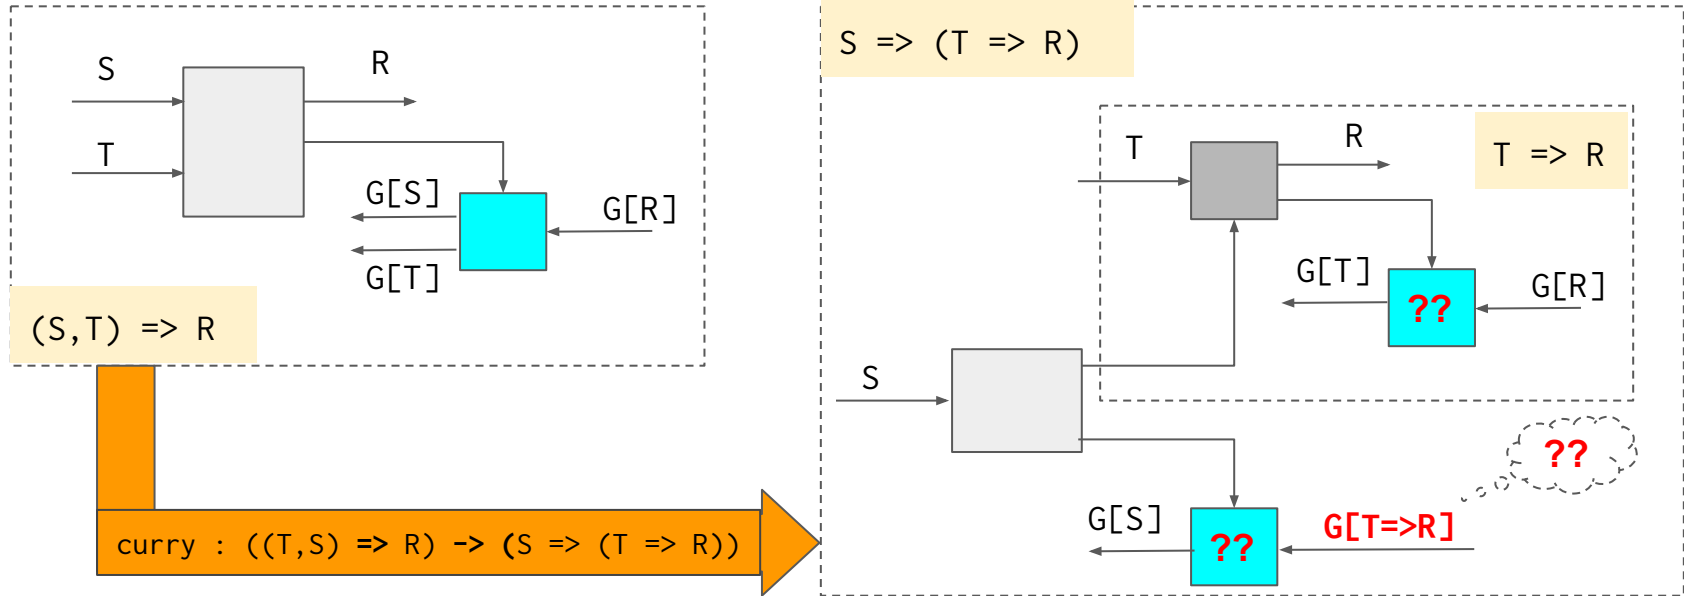 S
R
T
G[S]
G[R]
G[T]
(S,T) => R
curry : ((T,S) => R) -> (S => (T => R))
S => (T => R)
T
R
T => R
G[T]
G[R]
??
S
??
G[S]
G[T=>R]
??